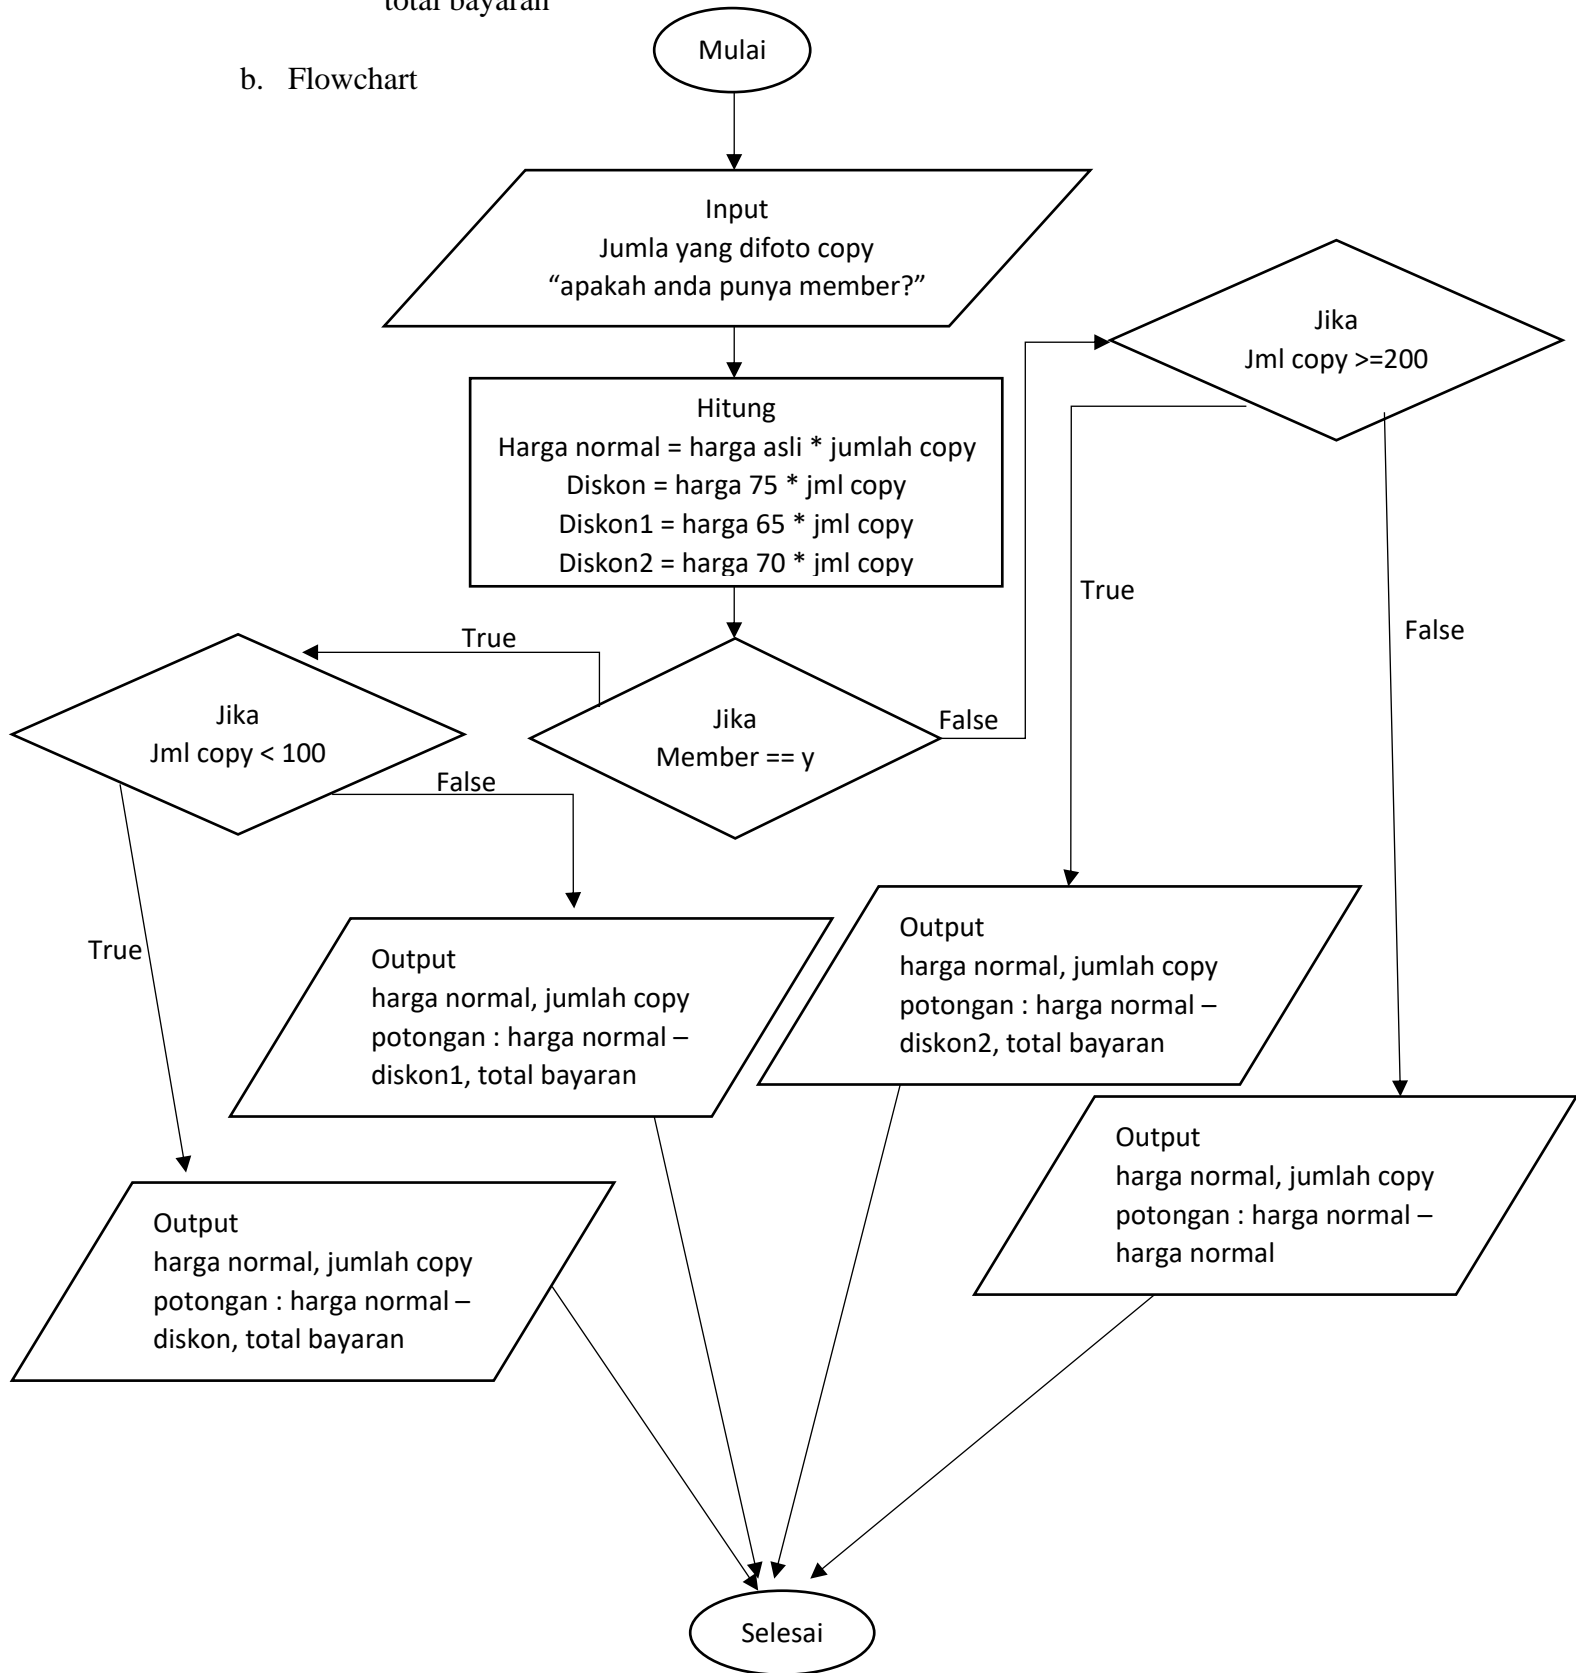 total bayaran
b. Flowchart
Mulai
Input
Jumla yang difoto copy
“apakah anda punya member?”
Jika
Jml copy >=200
Hitung
Harga normal = harga asli * jumlah copy
Diskon = harga 75 * jml copy
Diskon1 = harga 65 * jml copy
Diskon2 = harga 70 * jml copy
True
False
True
Jika
Jml copy < 100
Jika
Member == y
False
False
True
Output
harga normal, jumlah copy
potongan : harga normal –
diskon1, total bayaran
Output
harga normal, jumlah copy
potongan : harga normal –
diskon2, total bayaran
Output
harga normal, jumlah copy
potongan : harga normal –
harga normal
Output
harga normal, jumlah copy
potongan : harga normal –
diskon, total bayaran
Selesai